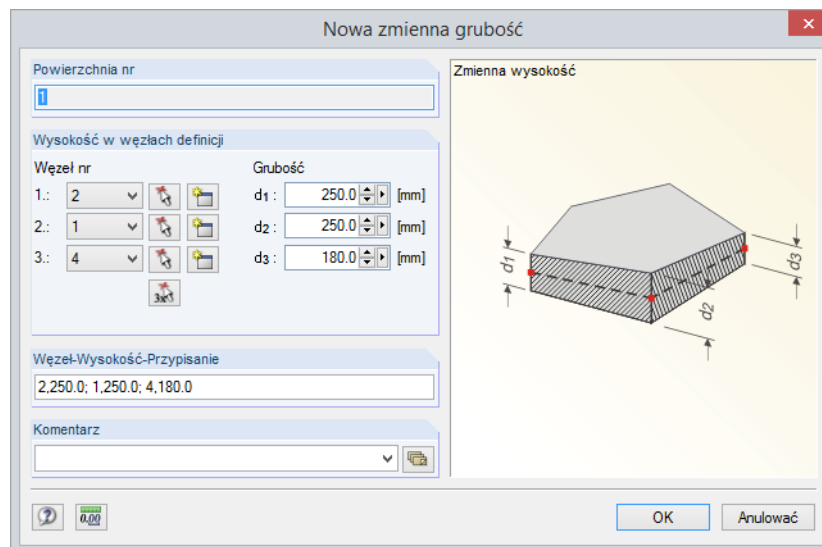 Nowa zmienna grubość
Powierzchnia nr
1
Wysokość w węzłach definicji
Węzeł nr Grubość
1.: 2 d1 : 250.0 [mm]
2.: 1 d2 : 250.0 [mm]
3.: 4 d3 : 180.0 [mm]
3x
Węzeł-Wysokość-Przypisanie
2,250.0; 1,250.0; 4,180.0
Komentarz
Zmienna wysokość
d1
d2
d3
0.00
OK Anulować